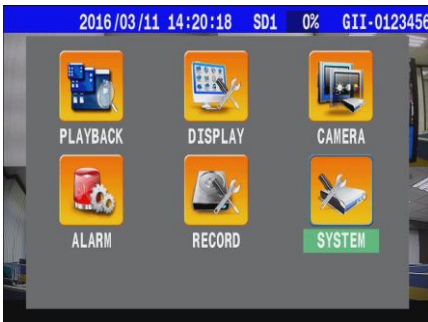 2016/03/11 14:20:18 SD1 0% GII-0123456
PLAYBACK DISPLAY CAMERA
ALARM RECORD SYSTEM